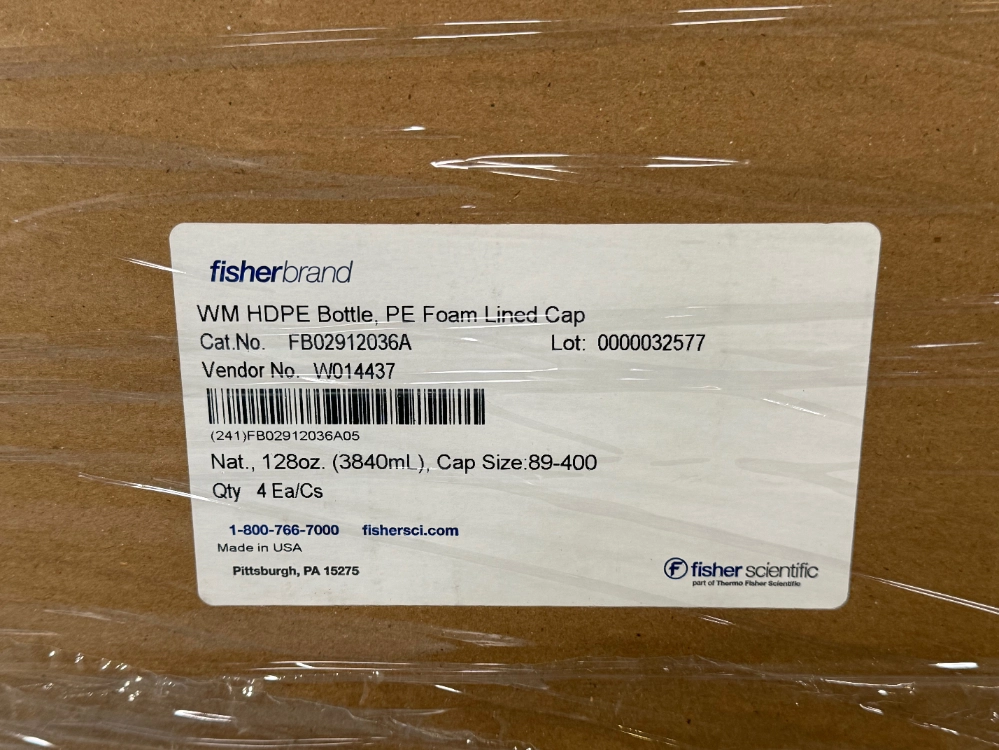 fisherbrand
WM HDPE Bottle, PE Foam Lined Cap
Cat.No. FB02912036A Lot: 0000032577
Vendor No. W014437
(241)FB02912036A05
Nat., 128oz. (3840mL), Cap Size:89-400
Qty 4 Ea/Cs
1-800-766-7000 fishersci.com
Made in USA
Pittsburgh, PA 15275
f fisher scientific
part of Thermo Fisher Scientific